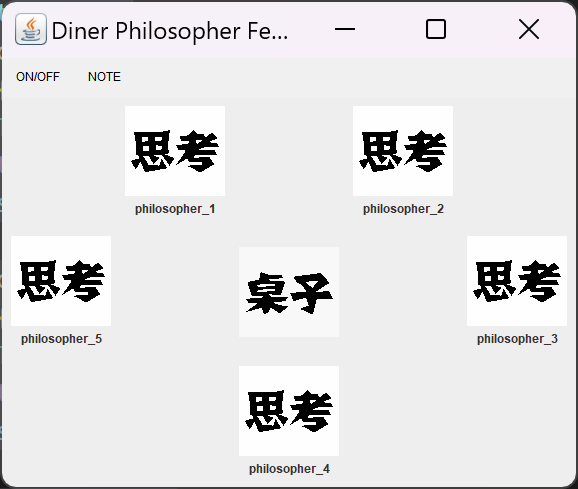 Diner Philosopher Fe...
ON/OFF NOTE
思考 思考
philosopher_1 philosopher_2
思考 桌子 思考
philosopher_5 philosopher_3
思考
philosopher_4